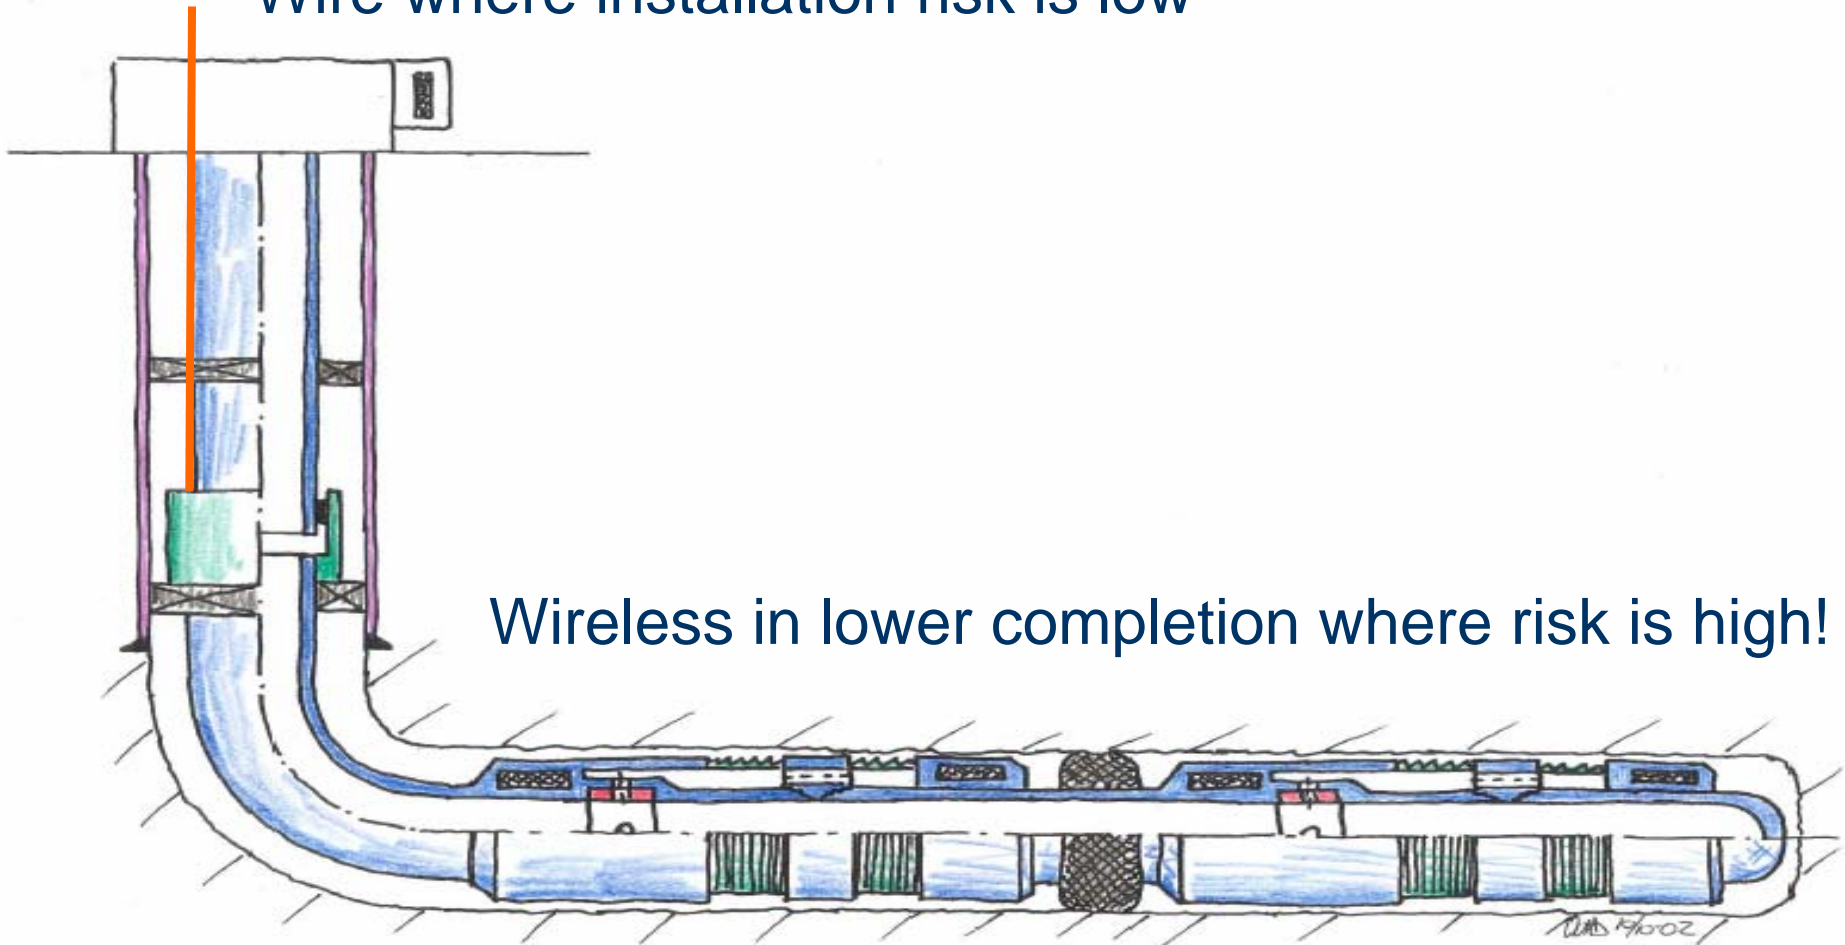 Wire where installation risk is low
Wireless in lower completion where risk is high!